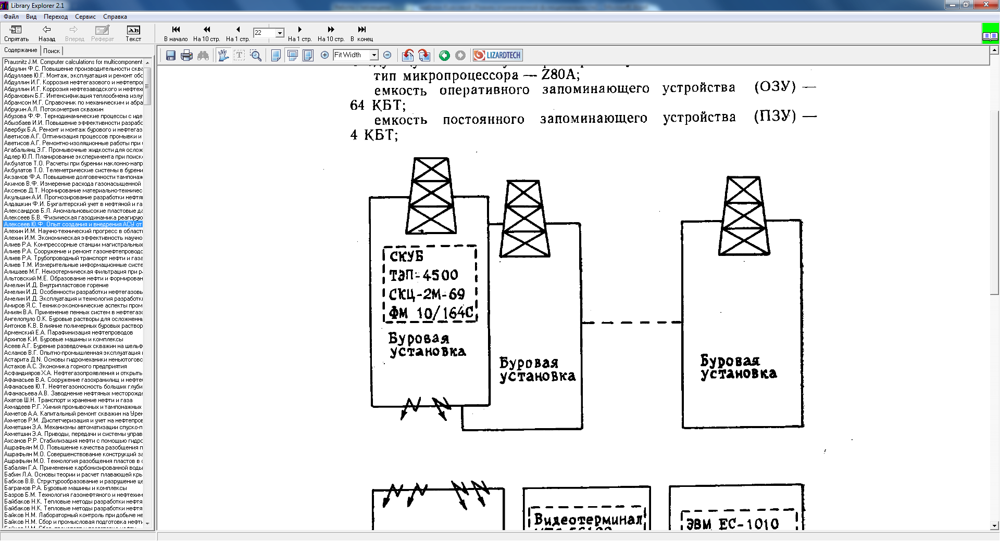 Library Explorer 2.1
Файл Вид Переход Сервис Справка
Спрятать Назад Вперед Реферат Текст В начало На 10 стр. На 1 стр. 22 На 1 стр. На 10 стр. В конец
Содержание Поиск
Fit Width LIZARDTECH
Prausnitz J.M. Computer calculations for multicomponent
Абдулин Ф.С. Повышение производительности сква
Абдуллаев Ю.Г. Монтаж, эксплуатация и ремонт обо
Абдуллин И.Г. Коррозия нефтегазового и нефтепро
Абдуллин И.Г. Коррозия нефтезаводского и нефтехи
Абрамович Б.Г. Интенсификация теплообмена излу
Абрамсон М.Г. Справочник по механическим и абра
Абрукин А.Л. Потокометрия скважин
Абузова Ф.Ф. Термодинамические процессы с иде
Абызбаев И.И. Повышение эффективности разрабо
Авербух Б.А. Ремонт и монтаж бурового и нефтегаз
Аветисов А.Г. Оптимизация процессов промывки и
Аветисов А.Г. Ремонтно-изоляционные работы при
Агабальянц Э.Г. Промывочные жидкости для ослож
Адлер Ю.П. Планирование эксперимента при поиск
Акбулатов Т.О. Расчеты при бурении наклонно-напр
Акбулатов Т.О. Телеметрические системы в бурени
Акзамов Ф.А. Повышение долговечности тампонаж
Акимов В.Ф. Измерение расхода газонасыщенной
Аксенов Д.Т. Нормирование материально-техничес
Акульшин А.И. Прогнозирование разработки нефтя
Алдашкин Ф.И. Бухгалтерский учет в нефтяной и га
Александров Б.Л. Аномальновысокие пластовые да
Алексеев Б.В. Физическая газодинамика реагирую
Алексеев Ю.Ф. Опыт создания и внедрения АСУ от
Алехин И.М. Научно-технический прогресс в област
Алехин И.М. Экономическая эффективность научно
Алиев Р.А. Компрессорные станции магистральных
Алиев Р.А. Сооружение и ремонт газонефтепроводо
Алиев Р.А. Трубопроводный транспорт нефти и газа
Алиев Т.М. Измерительные информационные систе
Алишаев М.Г. Неизотермическая фильтрация при р
Альтовский М.Е. Образование нефти и формирован
Амелин И.Д. Внутрипластовое горение
Амелин И.Д. Особенности разработки нефтегазовы
Амелин И.Д. Эксплуатация и технология разработки
Амиров Я.С. Технико-экономические аспекты пром
Амиян В.А. Применение пенных систем в нефтегазо
Ангелопуло О.К. Буровые растворы для осложненны
Антонов К.В. Влияние полимерных буровых раствор
Арменский Е.А. Парафинизация нефтепроводов
Архипов К.И. Буровые машины и комплексы
Асеев А.Г. Бурение разведочных скважин на шельф
Асланов В.Г. Опытно-промышленная эксплуатация
Астарита Д.N. Основы гидромеханики неньютоговс
Астахов А.С. Экономика горного предприятия
Асфандияров Х.А. Нефтегазопроявления и открыть
Афанасьев В.А. Сооружение газохранилищ и нефте
Афанасьев Ю.Т. Нефтегазоносность больших глуби
Афанасьева А.В. Заводнение нефтяных месторожде
Ахатов Ш.Н. Транспорт и хранение нефти и газа
Ахмадеев Р.Г. Химия промывочных и тампонажных
Ахметов А.А. Капитальный ремонт скважин на Урен
Ахметов Р.М. Диспетчеризация и учет на нефтепров
Ахметшин Э.А. Механизмы автоматизации спуско-п
Ахметшин Э.А. Приводы, передачи и системы управ
Ахсанов Р.Р. Стабилизация нефти с помощью гидро
Ашрафьян М.О. Повышение качества разобщения п
Ашрафьян М.О. Совершенствование конструкций за
Ашрафьян М.О. Технология разобщения пластов в с
Бабалян Г.А. Применение карбонизированной воды
Бабин Л.А. Основы теории и расчет плавающей кры
Бабков В.В. Структурообразование и разрушение це
Баграмов Р.А. Буровые машины и комплексы
Базров Б.М. Технология газонефтяного и нефтехим
Байбаков Н.К. Тепловые методы разработки нефтя
Байбаков Н.К. Тепловые методы разработки нефтя
Байков Н.М. Лабораторный контроль при добыче не
Байков Н.М. Сбор и промысловая подготовка нефти
тип микропроцессора — Z80A;
емкость оперативного запоминающего устройства (ОЗУ) —
64 КБТ;
емкость постоянного запоминающего устройства (ПЗУ) —
4 КБТ;
СКУБ
ТЭП-4500
СКЦ-2М-69
ФМ 10/164С
Буровая
установка
Буровая
установка
Буровая
установка
Видеотерминал
ЭВМ ЕС-1010